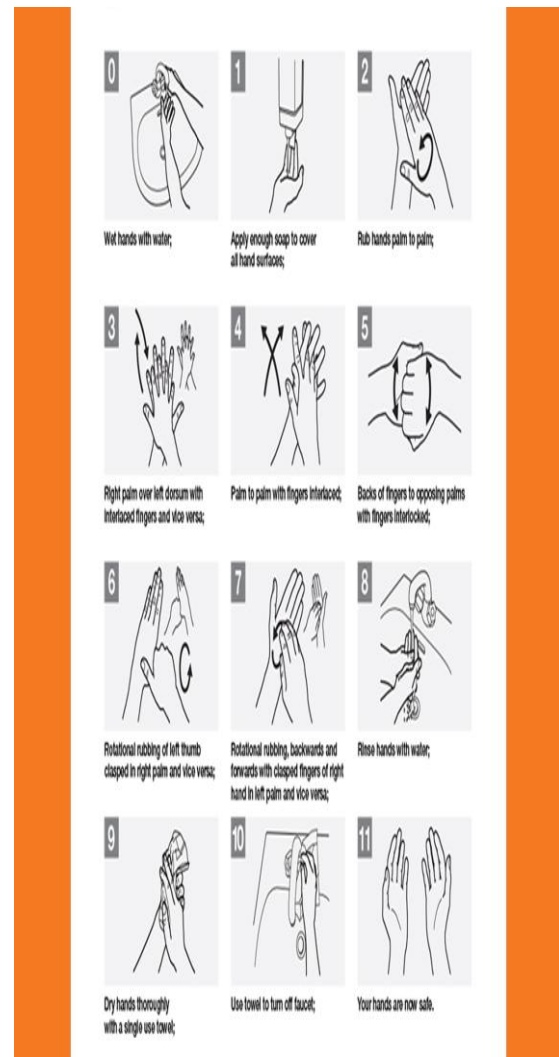 0
Wet hands with water;
1
Apply enough soap to cover
all hand surfaces;
2
Rub hands palm to palm;
3
Right palm over left dorsum with
interlaced fingers and vice versa;
4
Palm to palm with fingers interlaced;
5
Backs of fingers to opposing palms
with fingers interlocked;
6
Rotational rubbing of left thumb
clasped in right palm and vice versa;
7
Rotational rubbing, backwards and
forwards with clasped fingers of right
hand in left palm and vice versa;
8
Rinse hands with water;
9
Dry hands thoroughly
with a single use towel;
10
Use towel to turn off faucet;
11
Your hands are now safe.